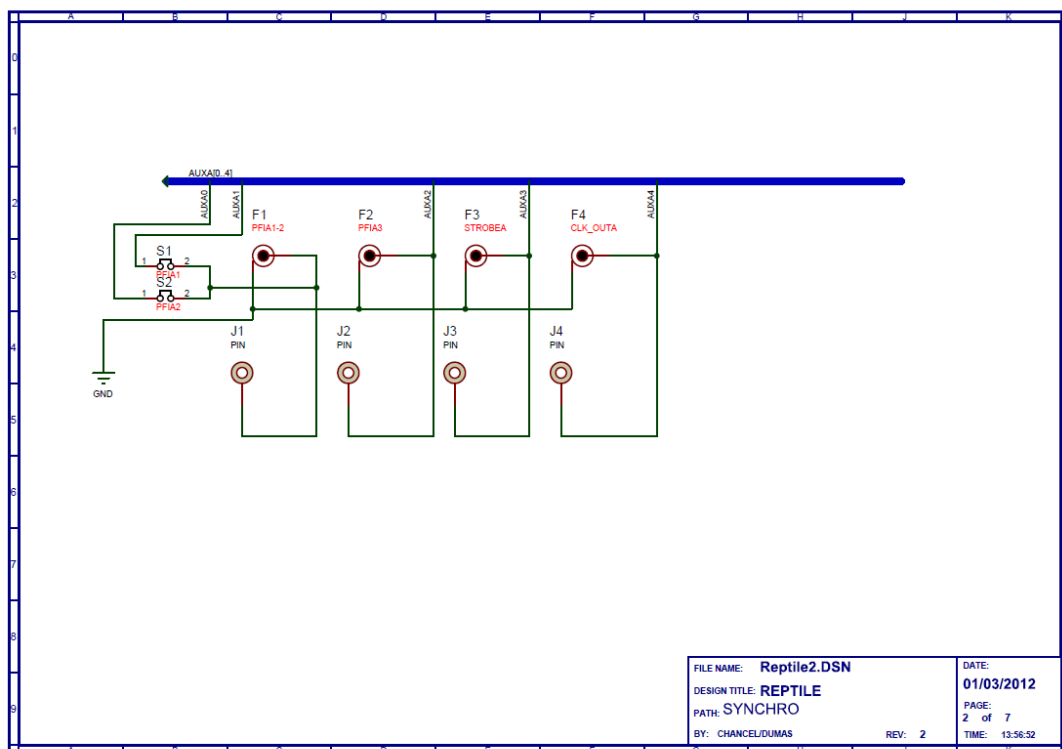 A B C D E F G H J K
0
1
2
3
4
5
6
7
8
9
AUXA[0..4]
AUXA0
AUXA1
AUXA2
AUXA3
AUXA4
F1
PFIA1-2
F2
PFIA3
F3
STROBEA
F4
CLK_OUTA
S1
1 2
PFIA1
S2
1 2
PFIA2
J1
PIN
J2
PIN
J3
PIN
J4
PIN
GND
FILE NAME: Reptile2.DSN
DESIGN TITLE: REPTILE
PATH: SYNCHRO
BY: CHANCEL/DUMAS REV: 2
DATE:
01/03/2012
PAGE:
2 of 7
TIME: 13:56:52